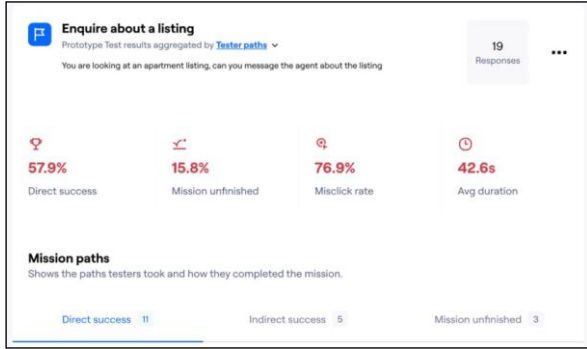 Enquire about a listing
Prototype Test results aggregated by Tester paths
You are looking at an apartment listing, can you message the agent about the listing
19
Responses
57.9%
Direct success
15.8%
Mission unfinished
76.9%
Misclick rate
42.6s
Avg duration
Mission paths
Shows the paths testers took and how they completed the mission.
Direct success 11
Indirect success 5
Mission unfinished 3